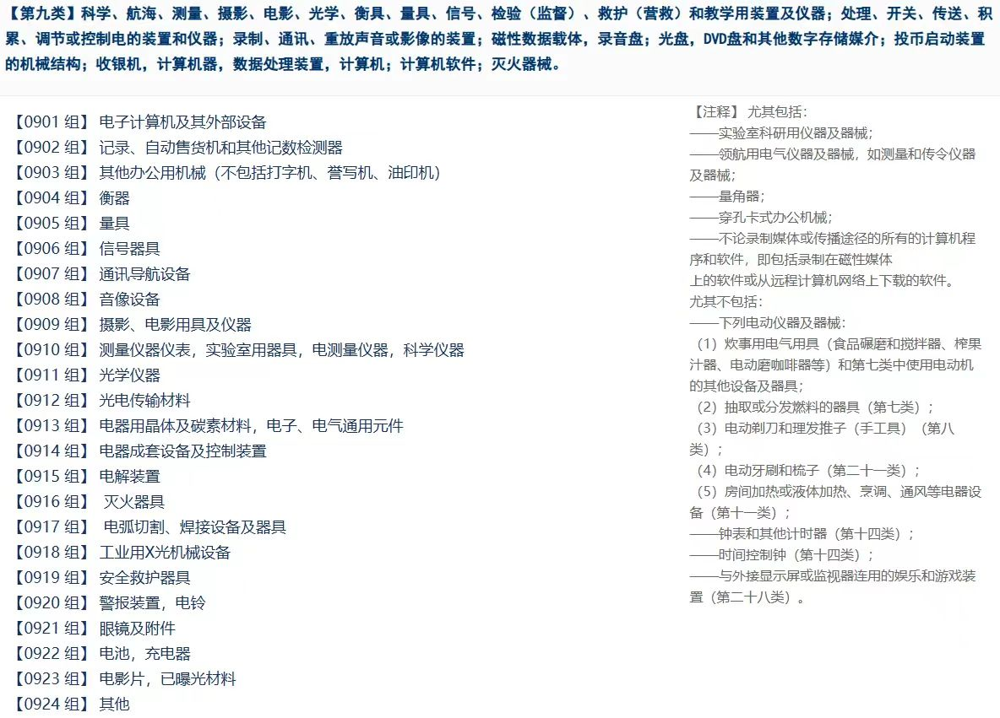 【第九类】科学、航海、测量、摄影、电影、光学、衡具、量具、信号、检验（监督）、救护（营救）和教学用装置及仪器；处理、开关、传送、积
累、调节或控制电的装置和仪器；录制、通讯、重放声音或影像的装置；磁性数据载体，录音盘；光盘，DVD盘和其他数字存储媒介；投币启动装置
的机械结构；收银机，计算机器，数据处理装置，计算机；计算机软件；灭火器械。
【0901 组】 电子计算机及其外部设备
【0902 组】 记录、自动售货机和其他记数检测器
【0903 组】 其他办公用机械（不包括打字机、誊写机、油印机）
【0904 组】 衡器
【0905 组】 量具
【0906 组】 信号器具
【0907 组】 通讯导航设备
【0908 组】 音像设备
【0909 组】 摄影、电影用具及仪器
【0910 组】 测量仪器仪表，实验室用器具，电测量仪器，科学仪器
【0911 组】 光学仪器
【0912 组】 光电传输材料
【0913 组】 电器用晶体及碳素材料，电子、电气通用元件
【0914 组】 电器成套设备及控制装置
【0915 组】 电解装置
【0916 组】 灭火器具
【0917 组】 电弧切割、焊接设备及器具
【0918 组】 工业用X光机械设备
【0919 组】 安全救护器具
【0920 组】 警报装置，电铃
【0921 组】 眼镜及附件
【0922 组】 电池，充电器
【0923 组】 电影片，已曝光材料
【0924 组】 其他
【注释】 尤其包括：
——实验室科研用仪器及器械；
——领航用电气仪器及器械，如测量和传令仪器
及器械；
——量角器；
——穿孔卡式办公机械；
——不论录制媒体或传播途径的所有的计算机程
序和软件，即包括录制在磁性媒体
上的软件或从远程计算机网络上下载的软件。
尤其不包括：
——下列电动仪器及器械：
（1）炊事用电气用具（食品碾磨和搅拌器、榨果
汁器、电动磨咖啡器等）和第七类中使用电动机
的其他设备及器具；
（2）抽取或分发燃料的器具（第七类）；
（3）电动剃刀和理发推子（手工具）（第八
类）；
（4）电动牙刷和梳子（第二十一类）；
（5）房间加热或液体加热、烹调、通风等电器设
备（第十一类）；
——钟表和其他计时器（第十四类）；
——时间控制钟（第十四类）；
——与外接显示屏或监视器连用的娱乐和游戏装
置（第二十八类）。